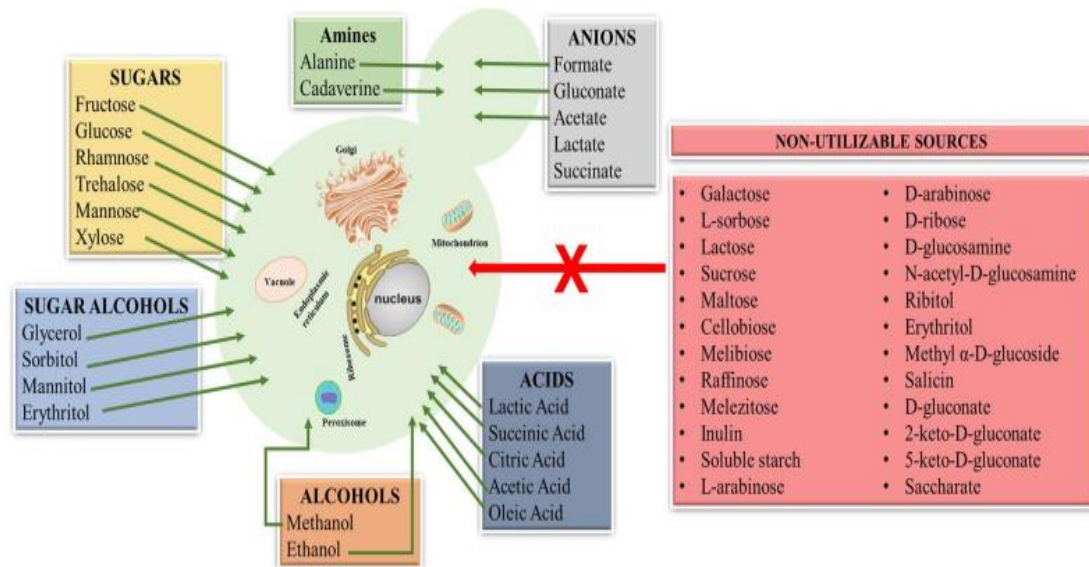 SUGARS
Fructose
Glucose
Rhamnose
Trehalose
Mannose
Xylose
SUGAR ALCOHOLS
Glycerol
Sorbitol
Mannitol
Erythritol
Amines
Alanine
Cadaverine
ANIONS
Formate
Gluconate
Acetate
Lactate
Succinate
Golgi
Mitochondrion
Vacuole
Endoplasmic
reticulum
nucleus
Ribosome
Peroxisome
ALCOHOLS
Methanol
Ethanol
ACIDS
Lactic Acid
Succinic Acid
Citric Acid
Acetic Acid
Oleic Acid
NON-UTILIZABLE SOURCES
• Galactose
• L-sorbose
• Lactose
• Sucrose
• Maltose
• Cellobiose
• Melibiose
• Raffinose
• Melezitose
• Inulin
• Soluble starch
• L-arabinose
• D-arabinose
• D-ribose
• D-glucosamine
• N-acetyl-D-glucosamine
• Ribitol
• Erythritol
• Methyl α-D-glucoside
• Salicin
• D-gluconate
• 2-keto-D-gluconate
• 5-keto-D-gluconate
• Saccharate